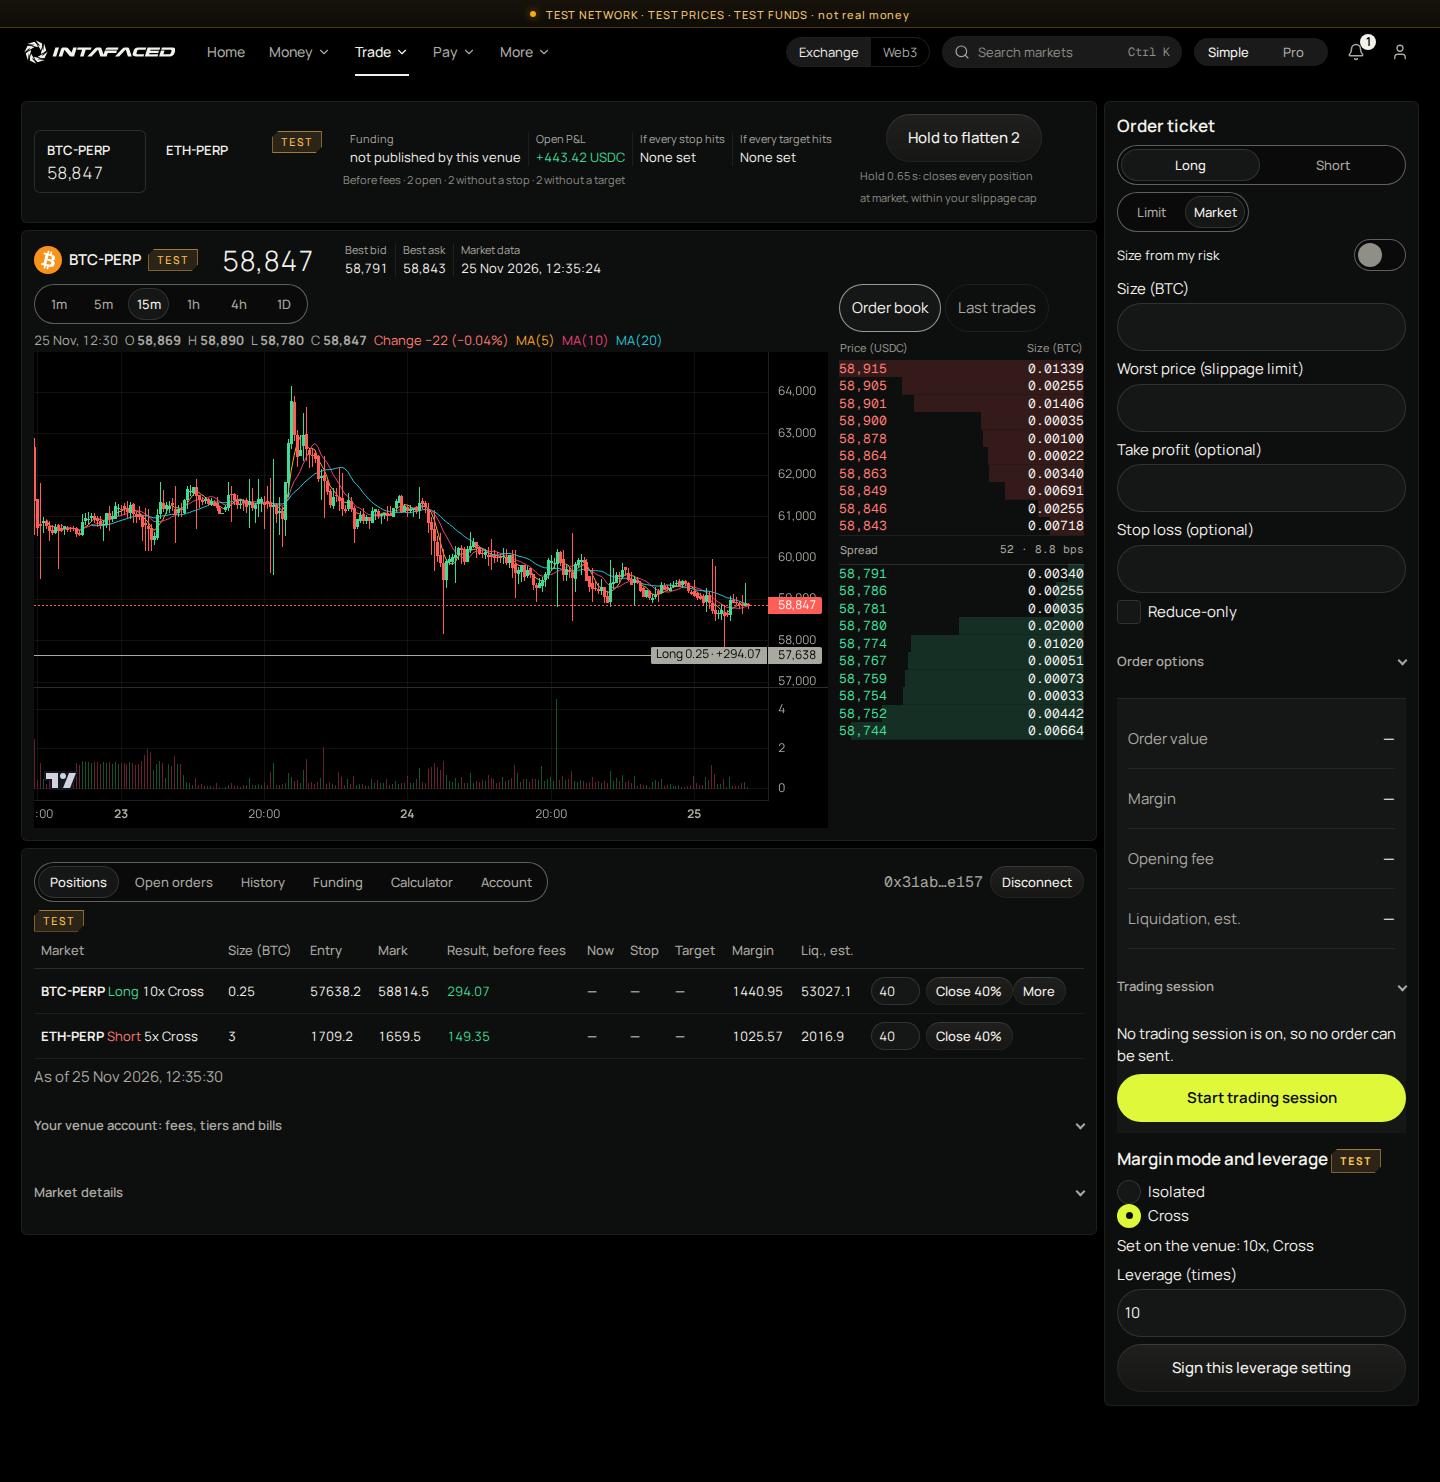 TEST NETWORK · TEST PRICES · TEST FUNDS · not real money
INTAFACED
Home
Money
Trade
Pay
More
Exchange
Web3
Search markets
Ctrl K
Simple
Pro
1
BTC-PERP
58,847
ETH-PERP
TEST
Funding
not published by this venue
Open P&L
+443.42 USDC
If every stop hits
None set
If every target hits
None set
Before fees · 2 open · 2 without a stop · 2 without a target
Hold to flatten 2
Hold 0.65 s: closes every position
at market, within your slippage cap
BTC-PERP
TEST
58,847
Best bid
58,791
Best ask
58,843
Market data
25 Nov 2026, 12:35:24
1m 5m 15m 1h 4h 1D
25 Nov, 12:30 O 58,869 H 58,890 L 58,780 C 58,847 Change −22 (−0.04%) MA(5) MA(10) MA(20)
64,000
63,000
62,000
61,000
60,000
58,847
58,000
Long 0.25 · +294.07 57,638
57,000
4
2
0
:00 23 20:00 24 20:00 25
Order book
Last trades
Price (USDC) Size (BTC)
58,915 0.01339
58,905 0.00255
58,901 0.01406
58,900 0.00035
58,878 0.00100
58,864 0.00022
58,863 0.00340
58,849 0.00691
58,846 0.00255
58,843 0.00718
Spread 52 · 8.8 bps
58,791 0.00340
58,786 0.00255
58,781 0.00035
58,780 0.02000
58,774 0.01020
58,767 0.00051
58,759 0.00073
58,754 0.00033
58,752 0.00442
58,744 0.00664
Positions
Open orders
History
Funding
Calculator
Account
0x31ab…e157
Disconnect
TEST
Market Size (BTC) Entry Mark Result, before fees Now Stop Target Margin Liq., est.
BTC-PERP Long 10x Cross 0.25 57638.2 58814.5 294.07 — — — 1440.95 53027.1 40 Close 40% More
ETH-PERP Short 5x Cross 3 1709.2 1659.5 149.35 — — — 1025.57 2016.9 40 Close 40%
As of 25 Nov 2026, 12:35:30
Your venue account: fees, tiers and bills
Market details
Order ticket
Long
Short
Limit
Market
Size from my risk
Size (BTC)
Worst price (slippage limit)
Take profit (optional)
Stop loss (optional)
Reduce-only
Order options
Order value —
Margin —
Opening fee —
Liquidation, est. —
Trading session
No trading session is on, so no order can
be sent.
Start trading session
Margin mode and leverage TEST
Isolated
Cross
Set on the venue: 10x, Cross
Leverage (times)
10
Sign this leverage setting